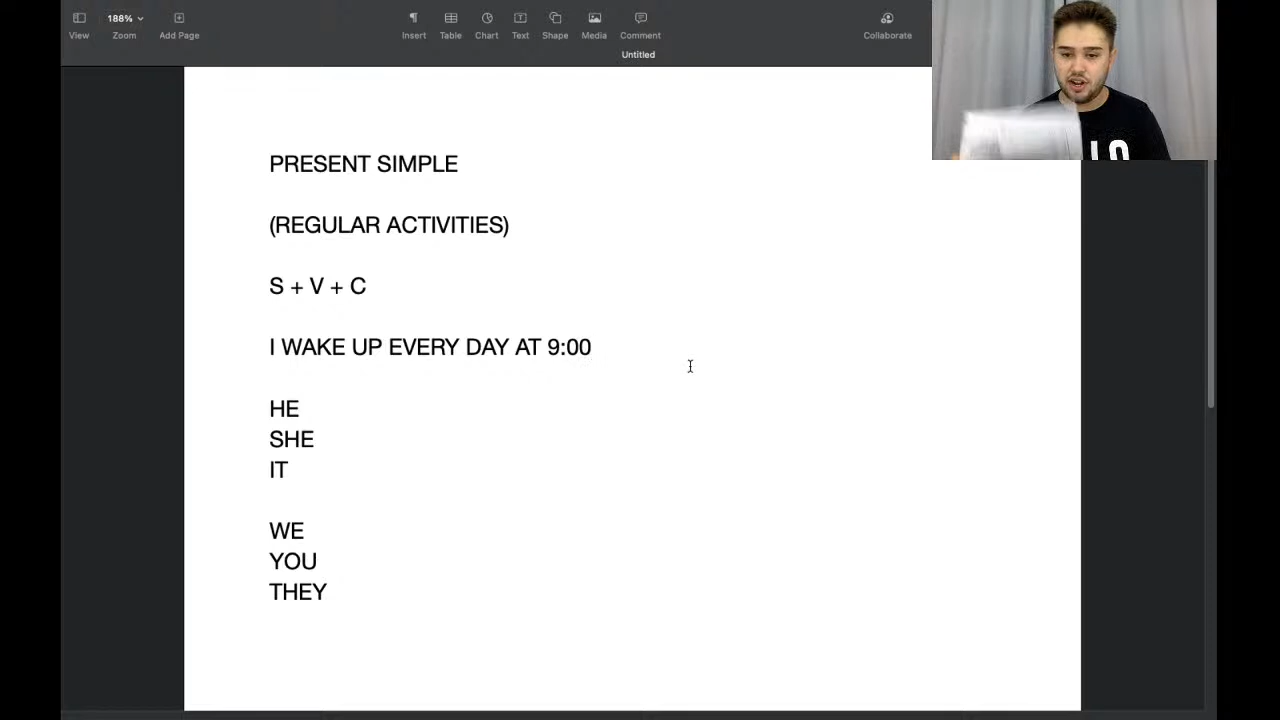 188%
View
Zoom
Add Page
Insert
Table
Chart
Text
Shape
Media
Comment
Collaborate
Untitled
PRESENT SIMPLE
(REGULAR ACTIVITIES)
S + V + C
I WAKE UP EVERY DAY AT 9:00
HE
SHE
IT
WE
YOU
THEY